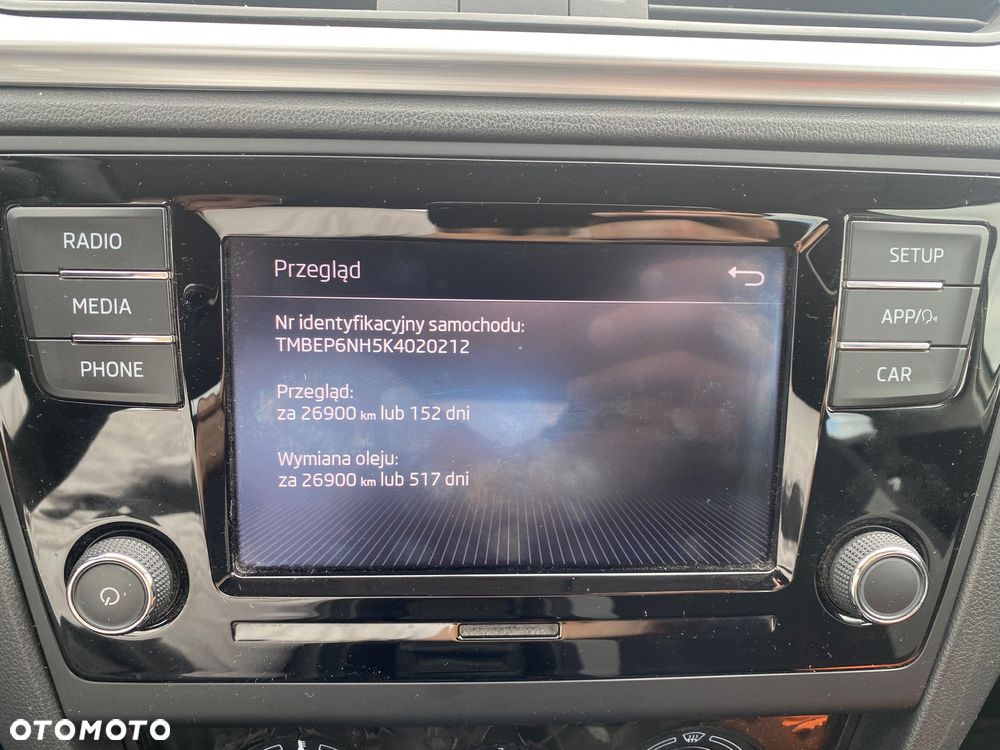 RADIO
MEDIA
PHONE
Przegląd
Nr identyfikacyjny samochodu:
TMBEP6NH5K4020212
Przegląd:
za 26900 km lub 152 dni
Wymiana oleju:
za 26900 km lub 517 dni
SETUP
APP/
CAR
OTOMOTO